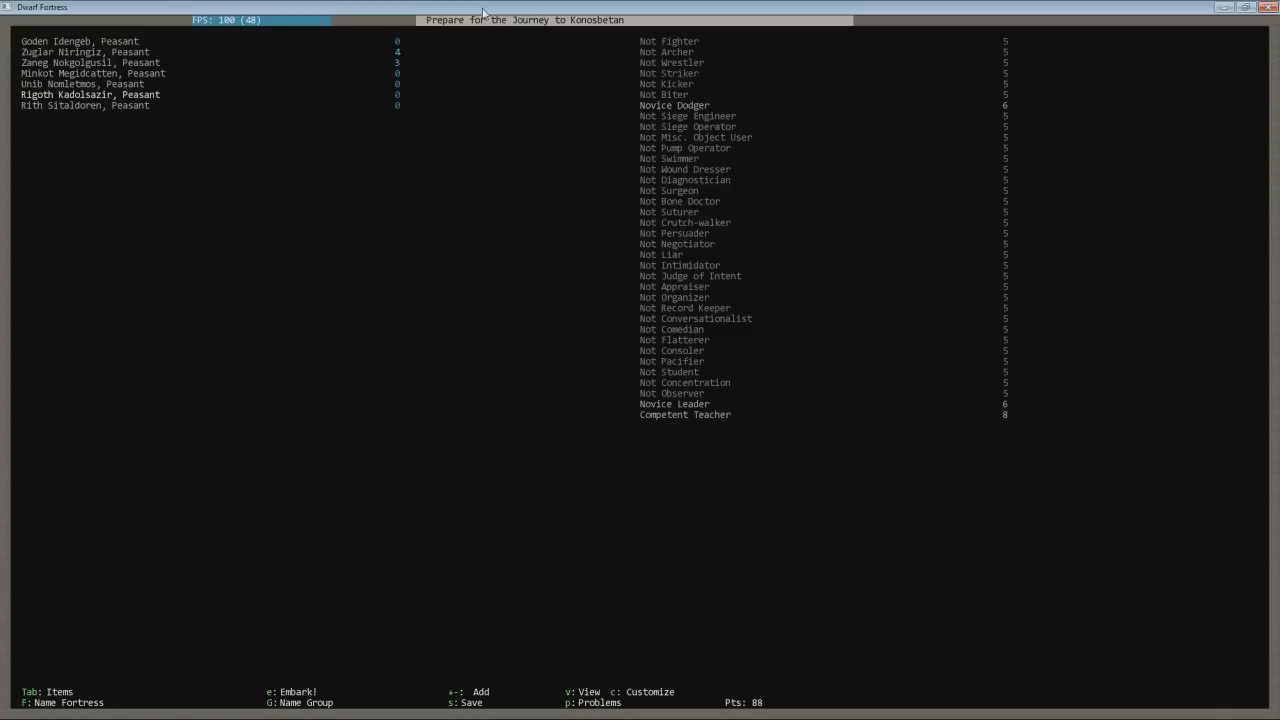 Dwarf Fortress
FPS: 100 (48) Prepare for the Journey to Konosbetan
Goden Idengeb, Peasant 0 Not Fighter 5
Zuglar Niringiz, Peasant 4 Not Archer 5
Zaneg Nokgolgusil, Peasant 3 Not Wrestler 5
Minkot Megidcatten, Peasant 0 Not Striker 5
Unib Nomletmos, Peasant 0 Not Kicker 5
Rigoth Kadolsazir, Peasant 0 Not Biter 5
Rith Sitaldoren, Peasant 0 Novice Dodger 6
Not Siege Engineer 5
Not Siege Operator 5
Not Misc. Object User 5
Not Pump Operator 5
Not Swimmer 5
Not Wound Dresser 5
Not Diagnostician 5
Not Surgeon 5
Not Bone Doctor 5
Not Suturer 5
Not Crutch-walker 5
Not Persuader 5
Not Negotiator 5
Not Liar 5
Not Intimidator 5
Not Judge of Intent 5
Not Appraiser 5
Not Organizer 5
Not Record Keeper 5
Not Conversationalist 5
Not Comedian 5
Not Flatterer 5
Not Consoler 5
Not Pacifier 5
Not Student 5
Not Concentration 5
Not Observer 5
Novice Leader 6
Competent Teacher 8
Tab: Items e: Embark! +-: Add v: View c: Customize
F: Name Fortress G: Name Group s: Save p: Problems Pts: 88